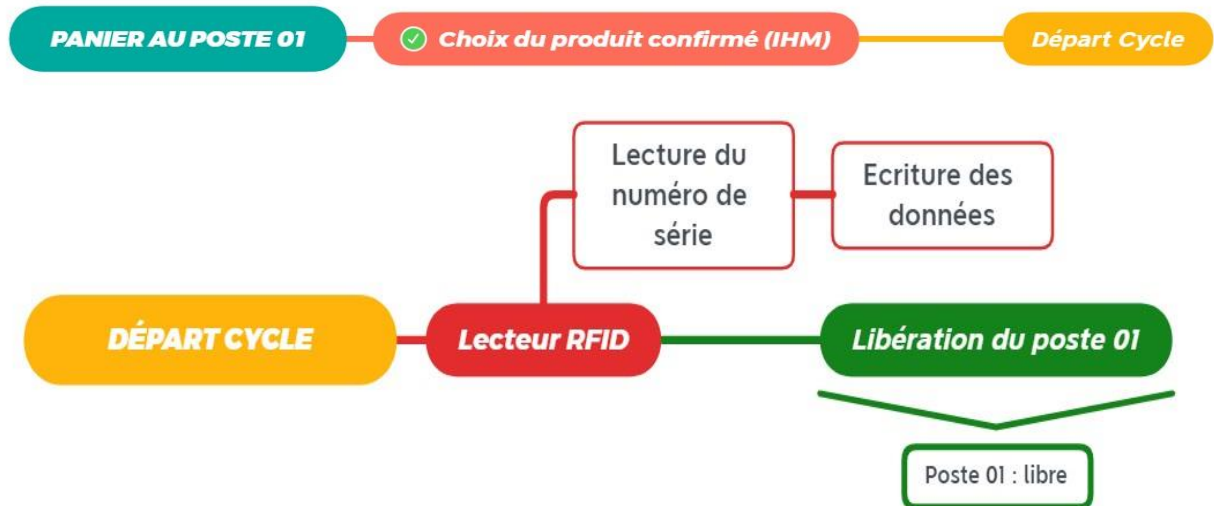 PANIER AU POSTE 01
Choix du produit confirmé (IHM)
Départ Cycle
Lecture du
numéro de
série
Ecriture des
données
DÉPART CYCLE
Lecteur RFID
Libération du poste 01
Poste 01 : libre